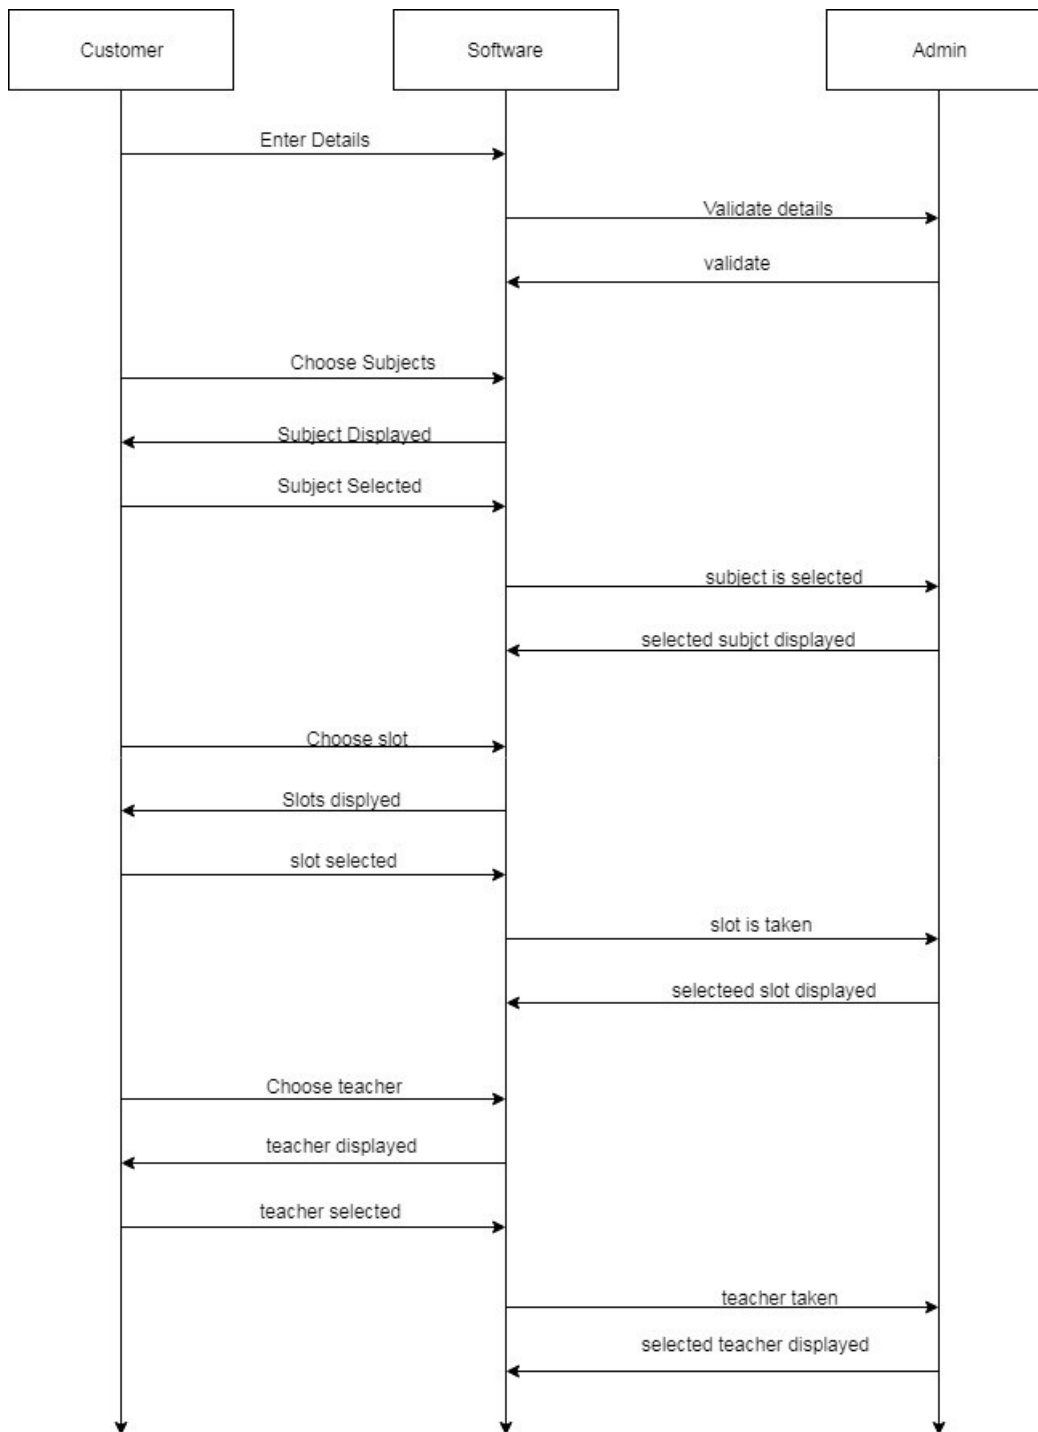 Customer
Software
Admin
Enter Details
Validate details
validate
Choose Subjects
Subject Displayed
Subject Selected
subject is selected
selected subjct displayed
Choose slot
Slots displyed
slot selected
slot is taken
selecteed slot displayed
Choose teacher
teacher displayed
teacher selected
teacher taken
selected teacher displayed